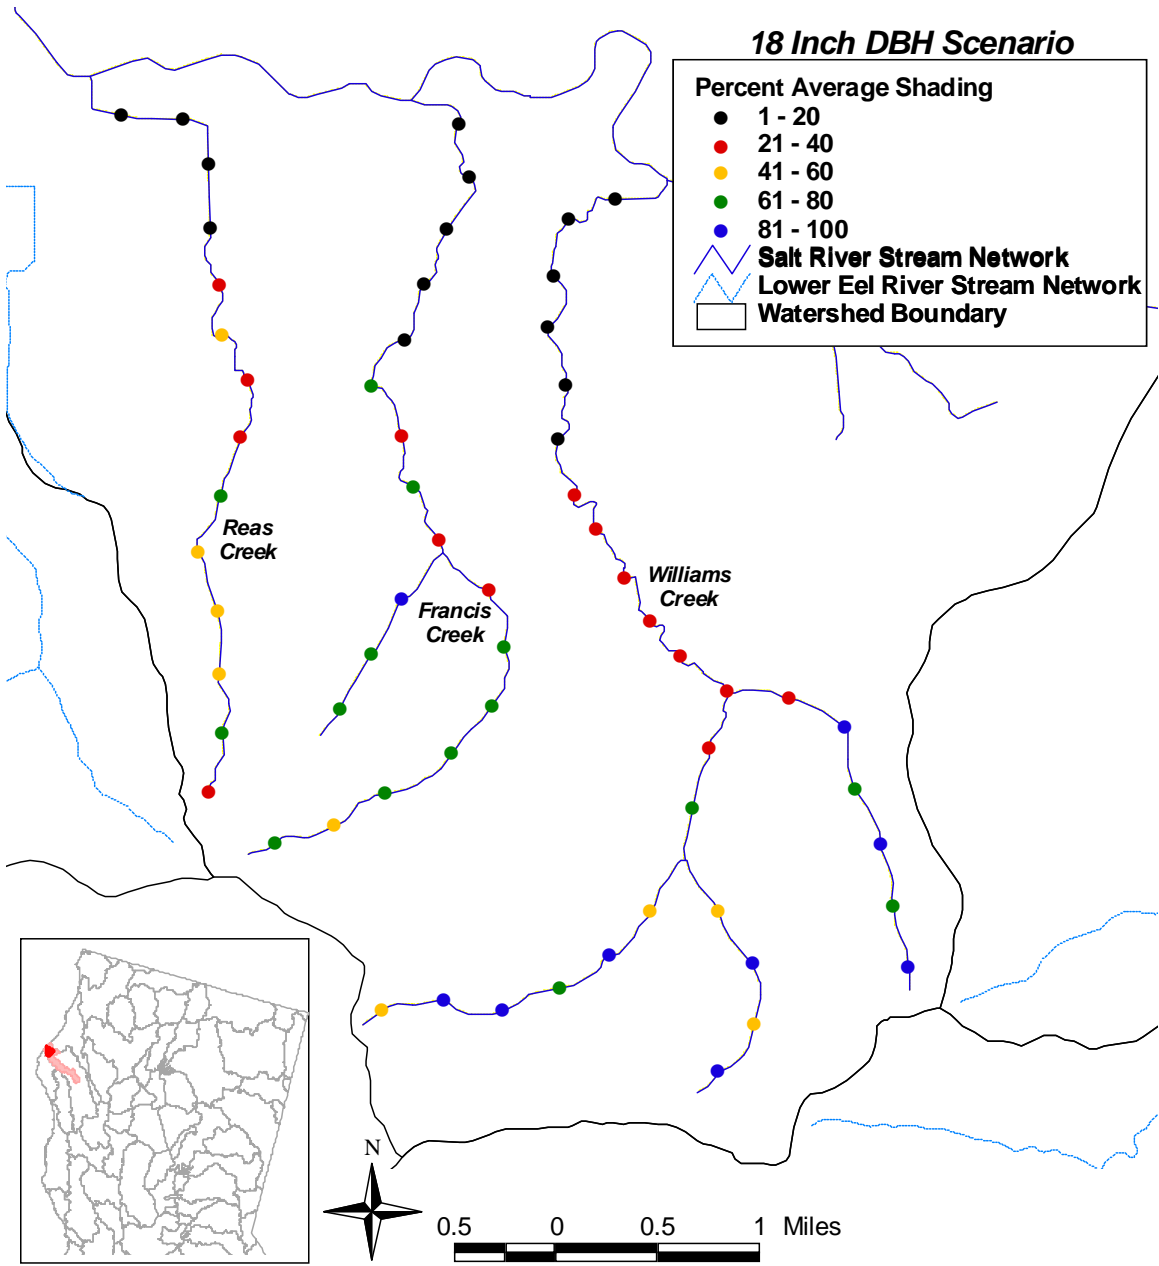 18 Inch DBH Scenario
Percent Average Shading
1 - 20
21 - 40
41 - 60
61 - 80
81 - 100
Salt River Stream Network
Lower Eel River Stream Network
Watershed Boundary
Reas
Creek
Francis
Creek
Williams
Creek
N
0.5 0 0.5 1 Miles